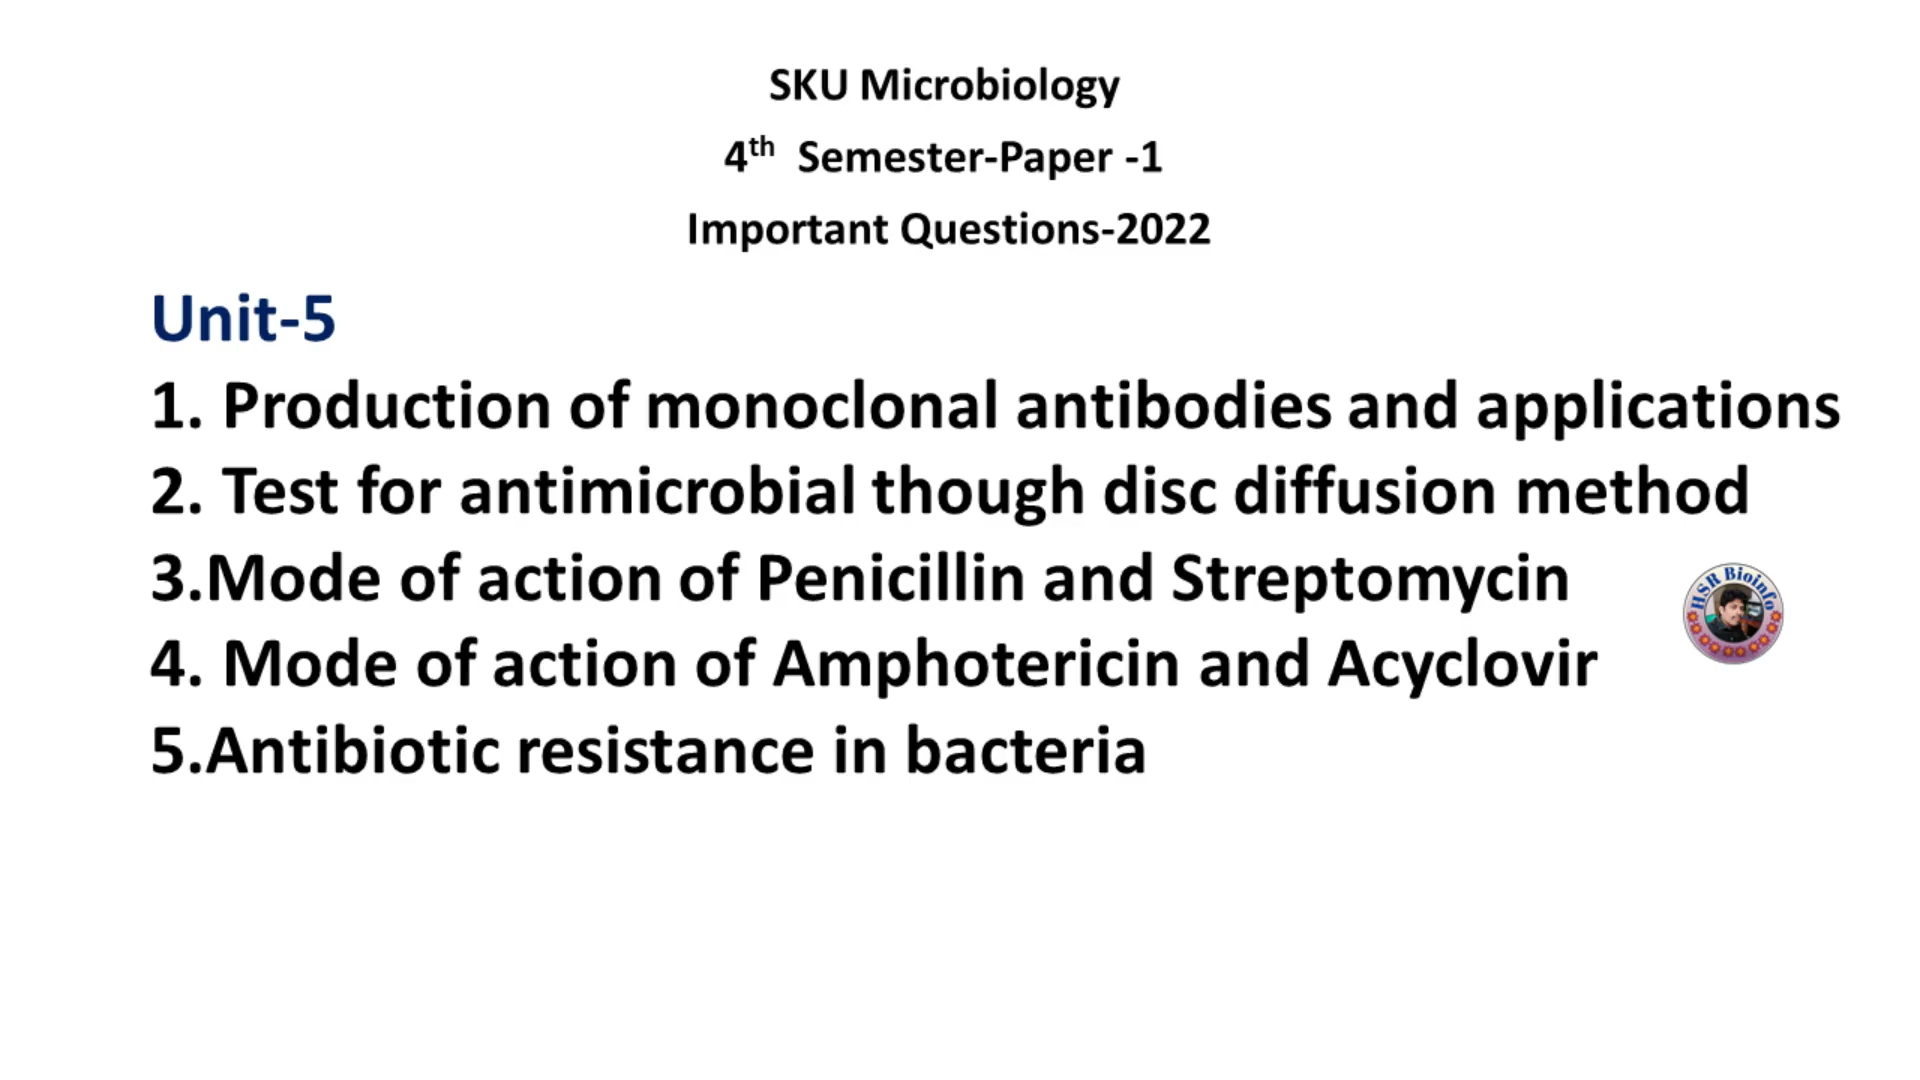 SKU Microbiology
4th Semester-Paper -1
Important Questions-2022
Unit-5
1. Production of monoclonal antibodies and applications
2. Test for antimicrobial though disc diffusion method
3.Mode of action of Penicillin and Streptomycin
HSR Bioinfo
4. Mode of action of Amphotericin and Acyclovir
5.Antibiotic resistance in bacteria